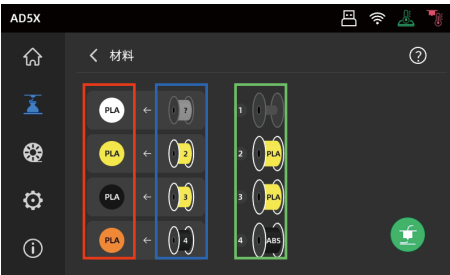 AD5X
材料
?
PLA ← ? 1
PLA ← 2 2 PLA
PLA ← 3 3 PLA
PLA ← 4 4 ABS